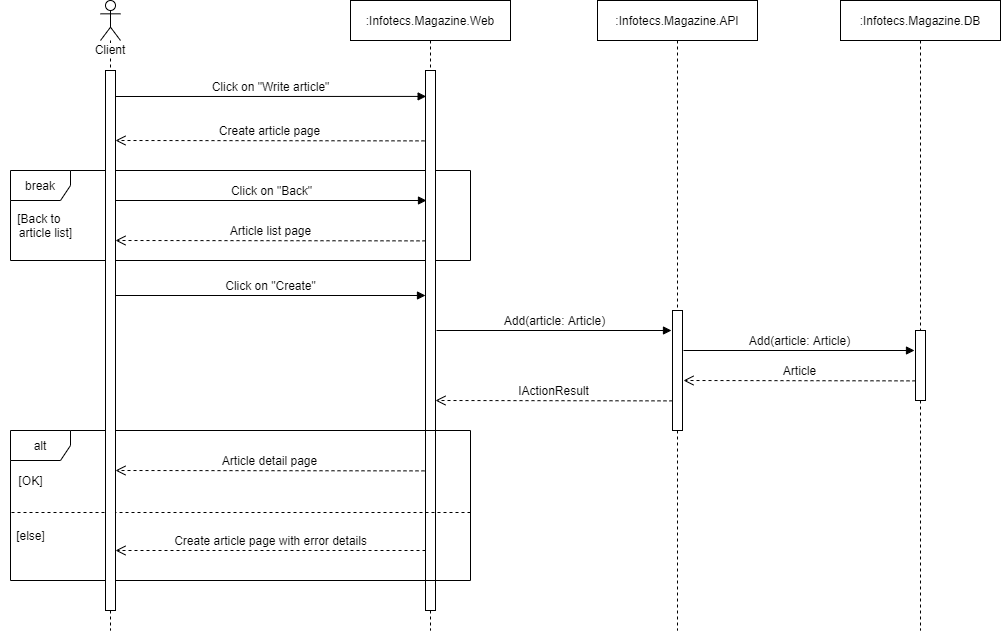 Client
:Infotecs.Magazine.Web
:Infotecs.Magazine.API
:Infotecs.Magazine.DB
Click on "Write article"
Create article page
break
Click on "Back"
[Back to
article list]
Article list page
Click on "Create"
Add(article: Article)
Add(article: Article)
Article
IActionResult
alt
Article detail page
[OK]
[else]
Create article page with error details